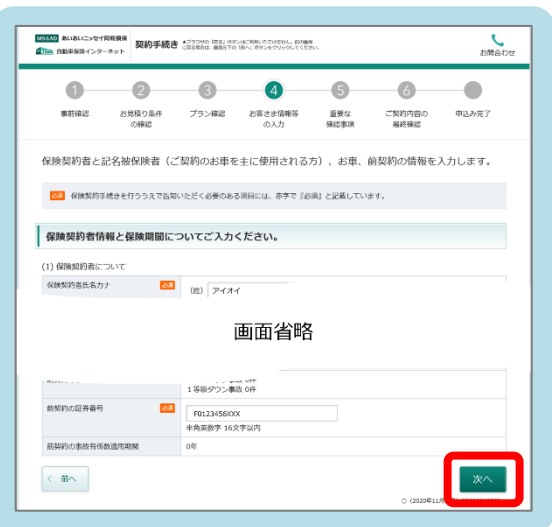 MS&AD あいおいニッセイ同和損保
自動車保険インターネット
契約手続き
お問合わせ
1 2 3 4 5 6
事前確認
お見積り条件
の確認
プラン確認
お客さま情報等
の入力
重要な
確認事項
ご契約内容の
最終確認
申込み完了
保険契約者と記名被保険者（ご契約のお車を主に使用される方）、お車、前契約の情報を入力します。
必須 保険契約手続きを行ううえで告知いただく必要のある項目には、赤字で『必須』と記載しています。
保険契約者情報と保険期間についてご入力ください。
(1) 保険契約者について
保険契約者氏名カナ 必須 (姓) アイオイ
画面省略
1等級ダウン事故 0件
前契約の証券番号 必須 F0123456XXX
半角英数字 16文字以内
前契約の事故有係数適用期間 0年
〈 前へ
次へ